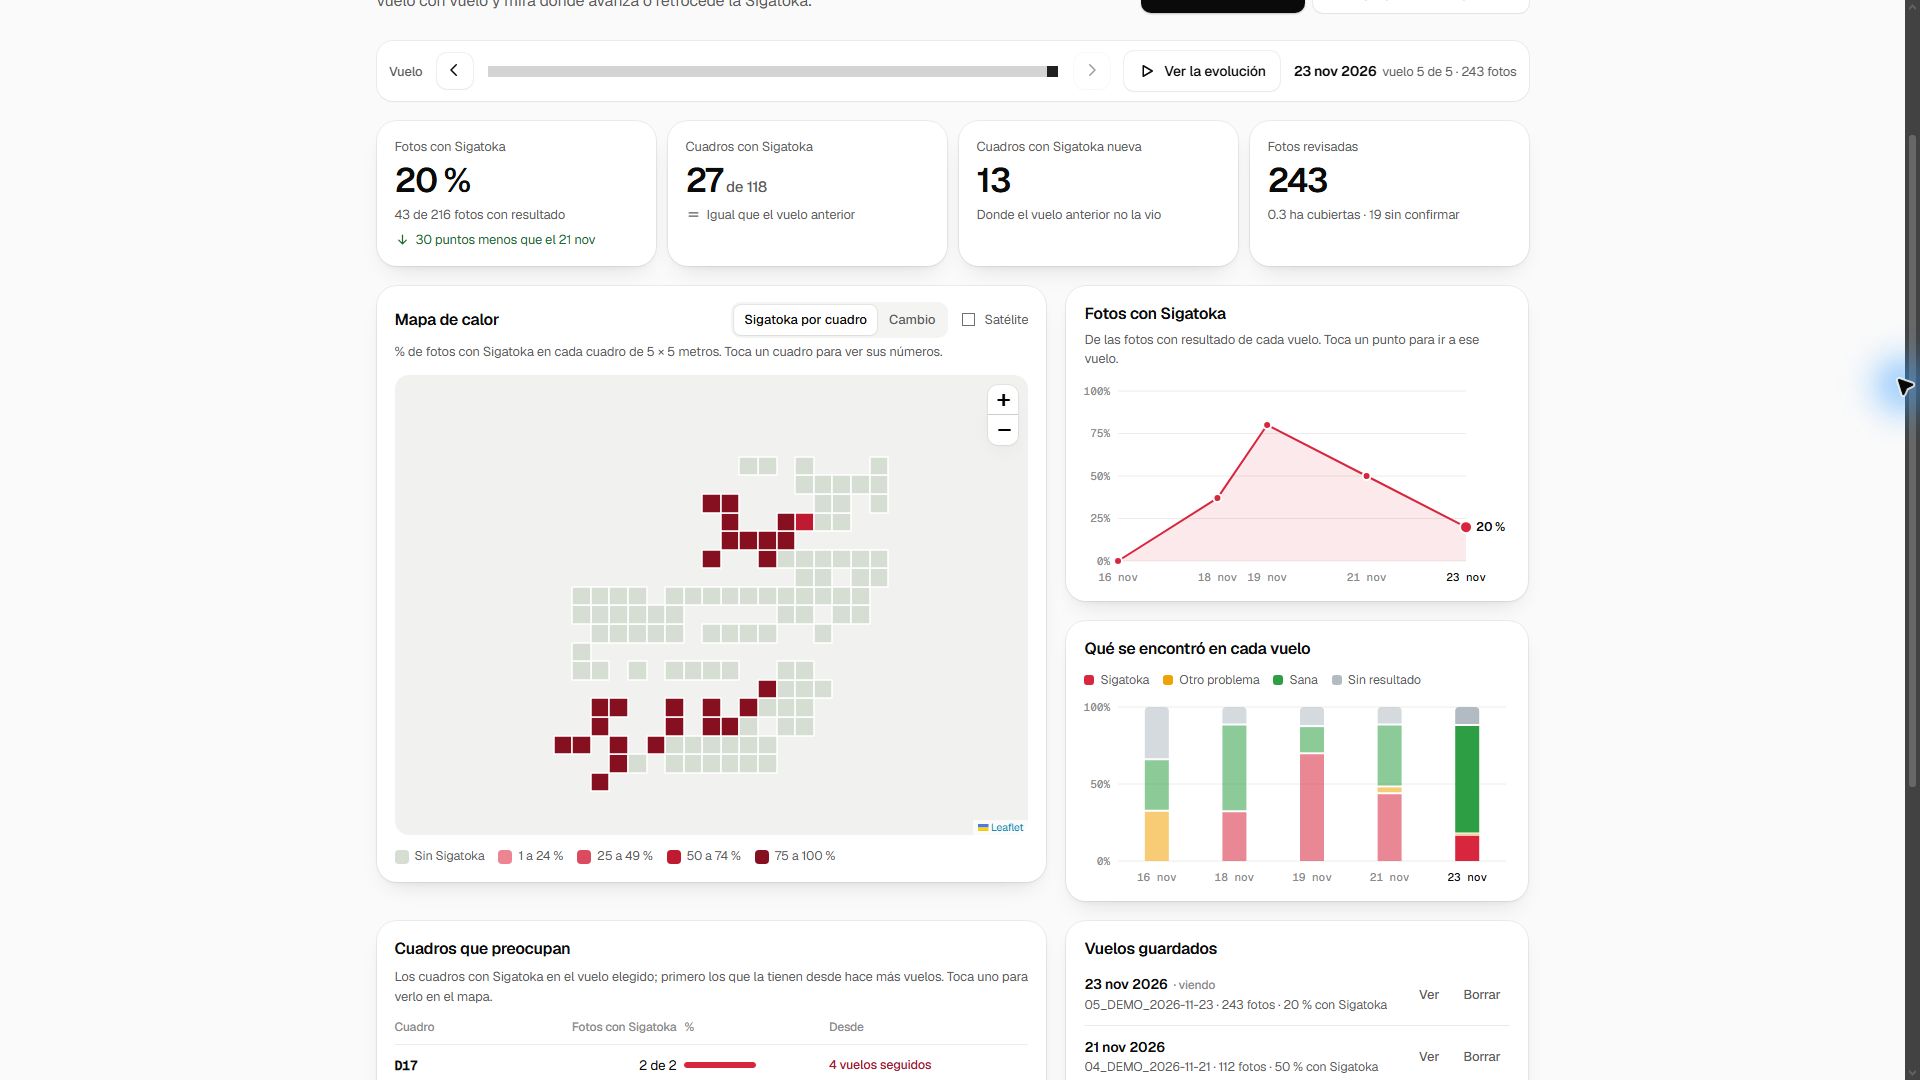 vuelo con vuelo y mira dónde avanza o retrocede la Sigatoka.
Vuelo
Ver la evolución
23 nov 2026 vuelo 5 de 5 · 243 fotos
Fotos con Sigatoka
20 %
43 de 216 fotos con resultado
↓ 30 puntos menos que el 21 nov
Cuadros con Sigatoka
27 de 118
= Igual que el vuelo anterior
Cuadros con Sigatoka nueva
13
Donde el vuelo anterior no la vio
Fotos revisadas
243
0.3 ha cubiertas · 19 sin confirmar
Mapa de calor
Sigatoka por cuadro
Cambio
Satélite
% de fotos con Sigatoka en cada cuadro de 5 × 5 metros. Toca un cuadro para ver sus números.
+
−
Leaflet
Sin Sigatoka
1 a 24 %
25 a 49 %
50 a 74 %
75 a 100 %
Fotos con Sigatoka
De las fotos con resultado de cada vuelo. Toca un punto para ir a ese
vuelo.
100%
75%
50%
25%
0%
20 %
16 nov
18 nov
19 nov
21 nov
23 nov
Qué se encontró en cada vuelo
Sigatoka
Otro problema
Sana
Sin resultado
100%
50%
0%
16 nov
18 nov
19 nov
21 nov
23 nov
Cuadros que preocupan
Los cuadros con Sigatoka en el vuelo elegido; primero los que la tienen desde hace más vuelos. Toca uno para
verlo en el mapa.
Cuadro
Fotos con Sigatoka
%
Desde
D17
2 de 2
4 vuelos seguidos
Vuelos guardados
23 nov 2026 · viendo
05_DEMO_2026-11-23 · 243 fotos · 20 % con Sigatoka
Ver
Borrar
21 nov 2026
04_DEMO_2026-11-21 · 112 fotos · 50 % con Sigatoka
Ver
Borrar